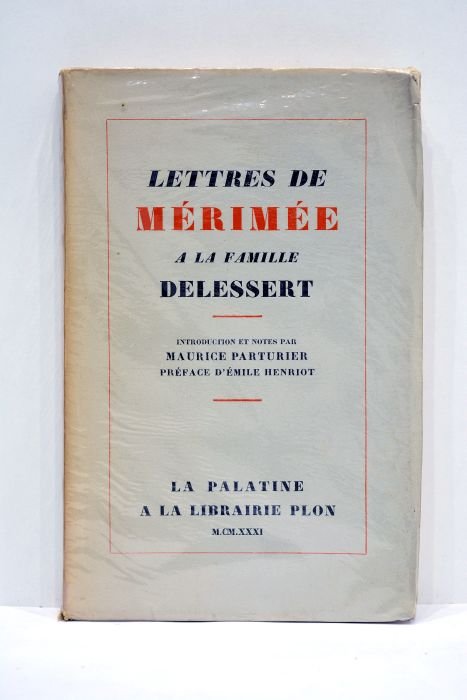 LETTRES DE
MÉRIMÉE
A LA FAMILLE
DELESSERT
INTRODUCTION ET NOTES PAR
MAURICE PARTURIER
PRÉFACE D'ÉMILE HENRIOT
LA PALATINE
A LA LIBRAIRIE PLON
M.CM.XXXI